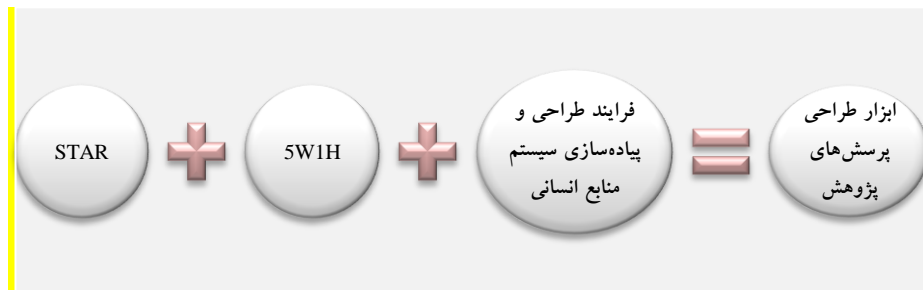 STAR
5W1H
فرایند طراحی و
پیاده‌سازی سیستم
منابع انسانی
ابزار طراحی
پرسش‌های
پژوهش